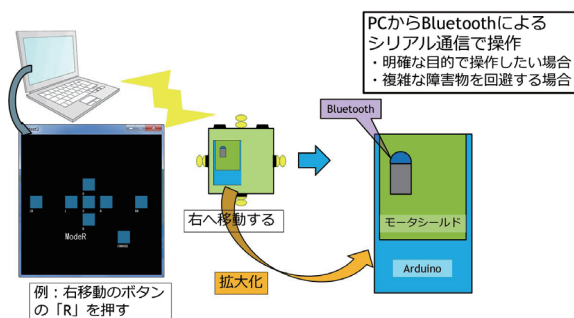 PCからBluetoothによる
シリアル通信で操作
・明確な目的で操作したい場合
・複雑な障害物を回避する場合
Bluetooth
モータシールド
Arduino
右へ移動する
拡大化
ModeR
例：右移動のボタン
の「R」を押す